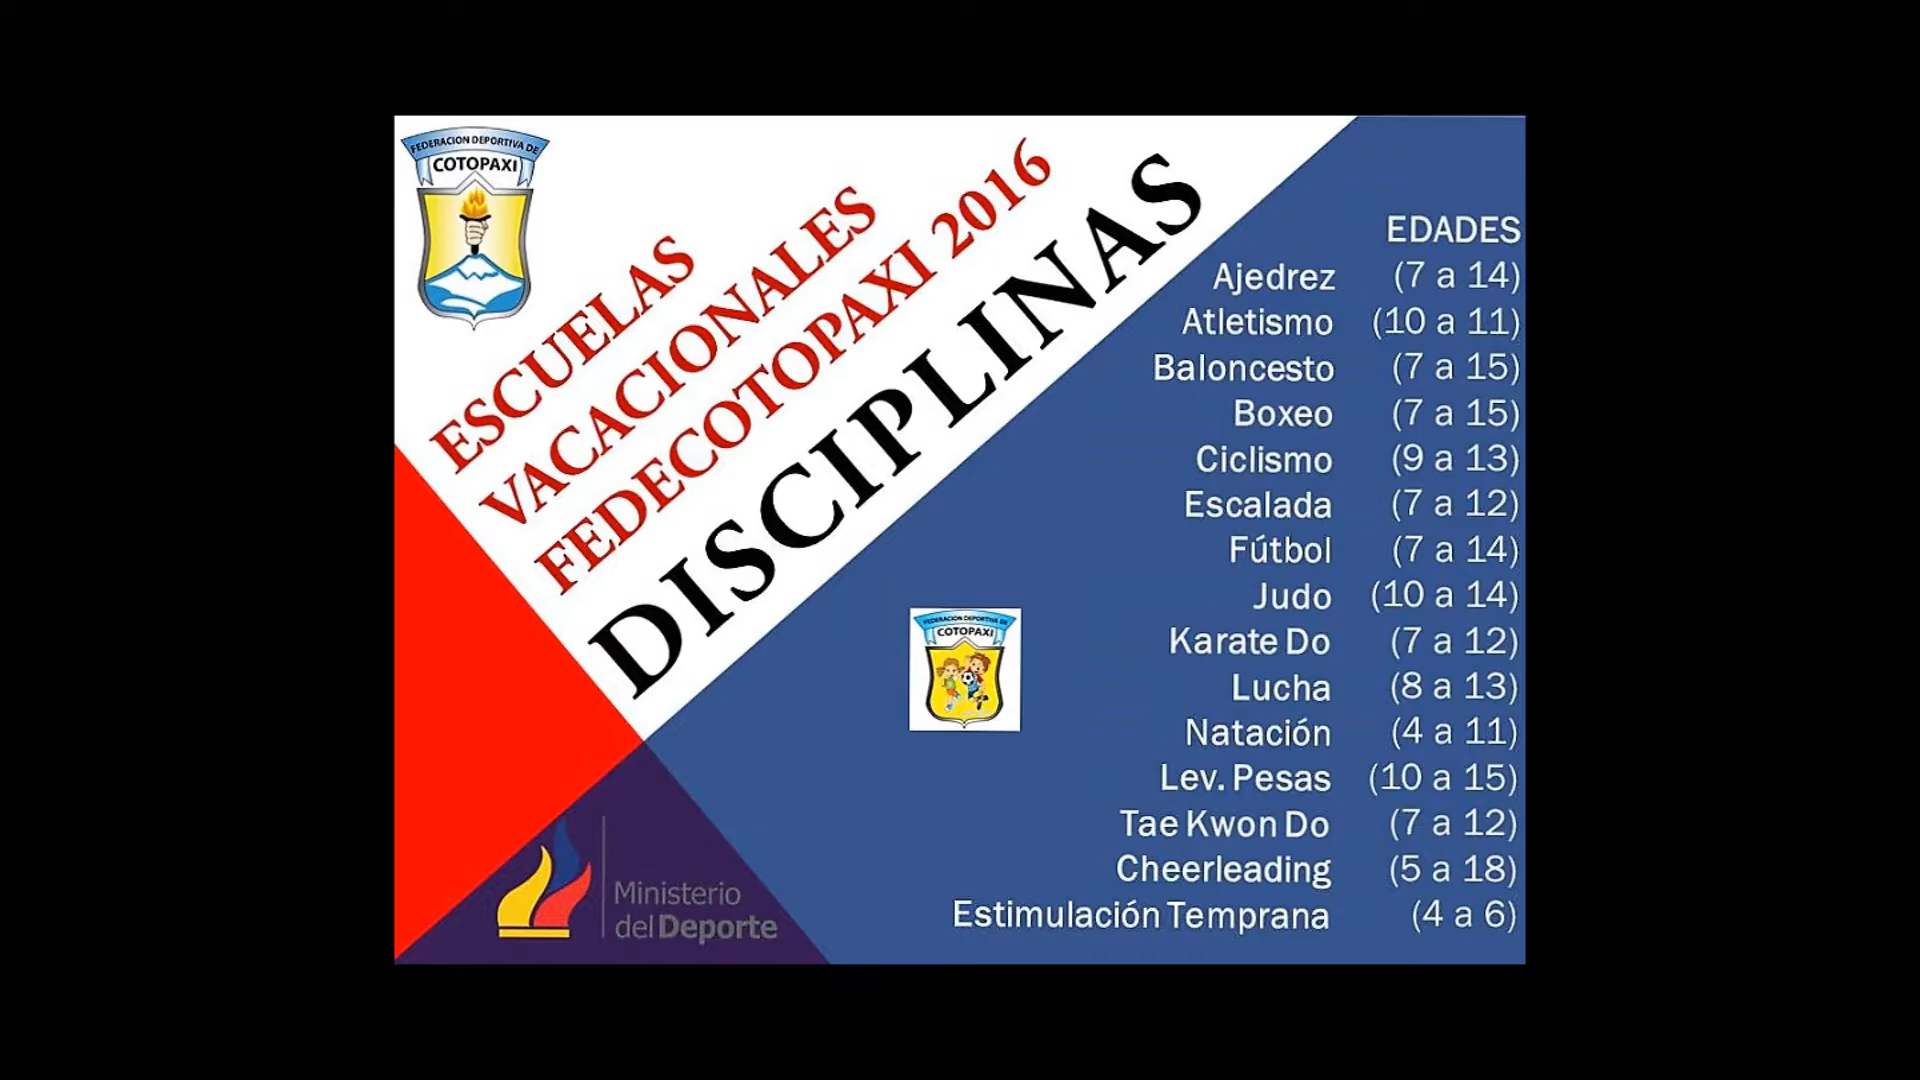 FEDERACION DEPORTIVA DE
COTOPAXI
ESCUELAS
VACACIONALES
FEDECOTOPAXI 2016
DISCIPLINAS
EDADES
Ajedrez (7 a 14)
Atletismo (10 a 11)
Baloncesto (7 a 15)
Boxeo (7 a 15)
Ciclismo (9 a 13)
Escalada (7 a 12)
Fútbol (7 a 14)
Judo (10 a 14)
Karate Do (7 a 12)
Lucha (8 a 13)
Natación (4 a 11)
Lev. Pesas (10 a 15)
Tae Kwon Do (7 a 12)
Cheerleading (5 a 18)
Estimulación Temprana (4 a 6)
FEDERACION DEPORTIVA DE
COTOPAXI
Ministerio
del Deporte